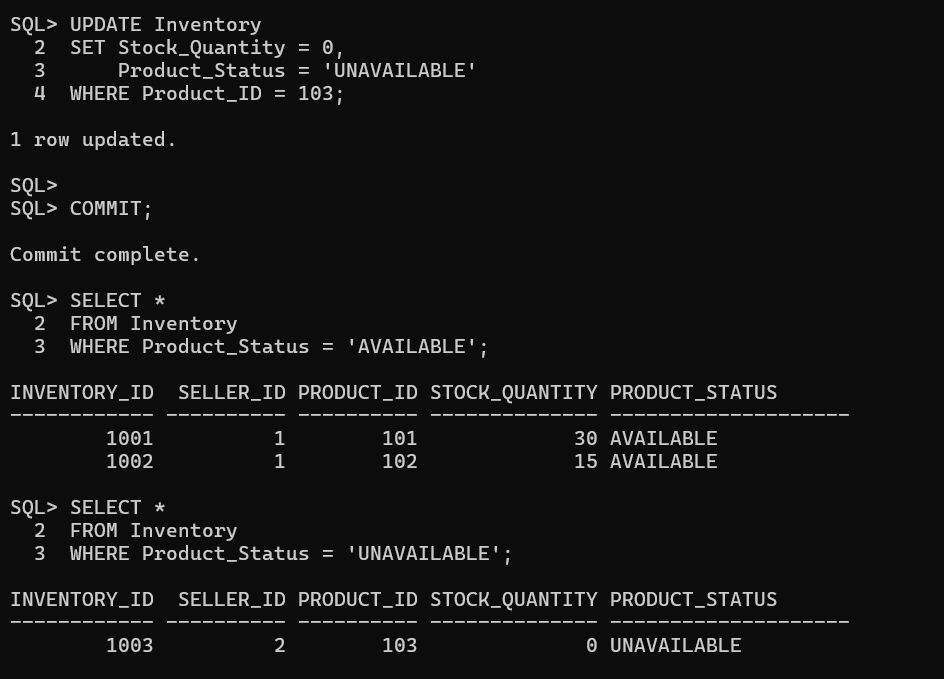 SQL> UPDATE Inventory
  2  SET Stock_Quantity = 0,
  3      Product_Status = 'UNAVAILABLE'
  4  WHERE Product_ID = 103;
1 row updated.
SQL>
SQL> COMMIT;
Commit complete.
SQL> SELECT *
  2  FROM Inventory
  3  WHERE Product_Status = 'AVAILABLE';
INVENTORY_ID  SELLER_ID PRODUCT_ID STOCK_QUANTITY PRODUCT_STATUS
------------ ---------- ---------- -------------- --------------------
        1001          1        101             30 AVAILABLE
        1002          1        102             15 AVAILABLE
SQL> SELECT *
  2  FROM Inventory
  3  WHERE Product_Status = 'UNAVAILABLE';
INVENTORY_ID  SELLER_ID PRODUCT_ID STOCK_QUANTITY PRODUCT_STATUS
------------ ---------- ---------- -------------- --------------------
        1003          2        103              0 UNAVAILABLE